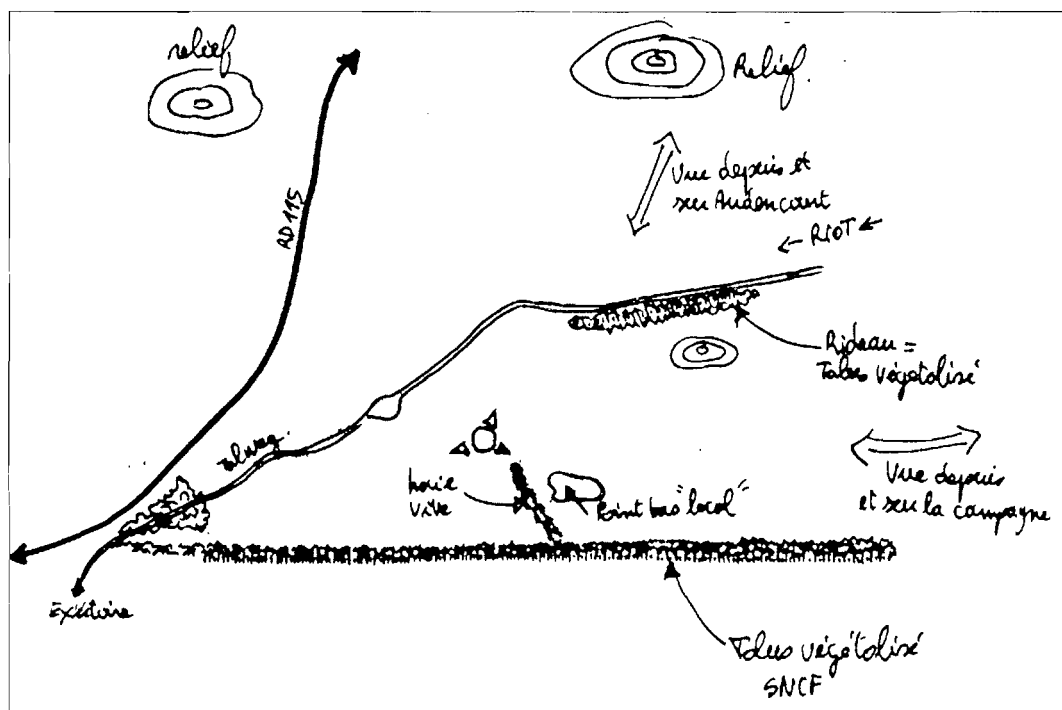 relief
Relief.
RD 115
Vue depuis et
sur Audencourt
← RIOT ←
Rideau =
Talus végétalisé
talweg.
haie
vive
Point bas "local"
Vue depuis
et sur la campagne
Exutoire
Talus végétalisé
SNCF